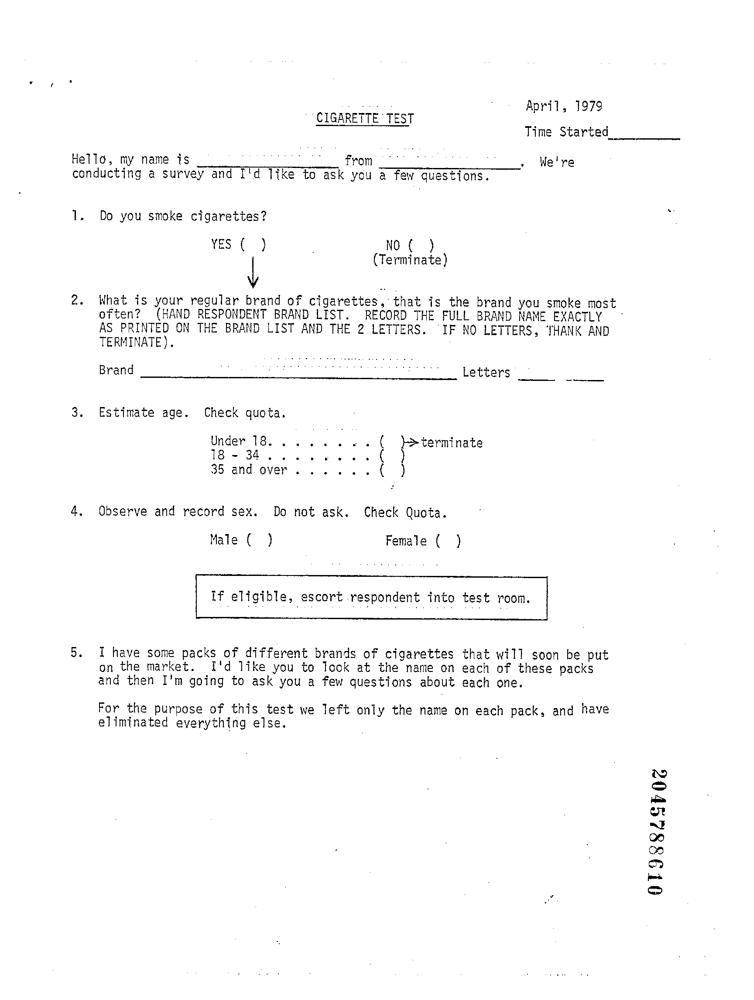 April, 1979
CIGARETTE TEST
Time Started__________
Hello, my name is ____________________ from ____________________. We're
conducting a survey and I'd like to ask you a few questions.
1. Do you smoke cigarettes?
YES ( ) NO ( )
(Terminate)
2. What is your regular brand of cigarettes, that is the brand you smoke most
often? (HAND RESPONDENT BRAND LIST. RECORD THE FULL BRAND NAME EXACTLY
AS PRINTED ON THE BRAND LIST AND THE 2 LETTERS. IF NO LETTERS, THANK AND
TERMINATE).
Brand ________________________________________ Letters _____ _____
3. Estimate age. Check quota.
Under 18. . . . . . . . ( )→terminate
18 - 34 . . . . . . . . ( )
35 and over . . . . . . ( )
4. Observe and record sex. Do not ask. Check Quota.
Male ( ) Female ( )
If eligible, escort respondent into test room.
5. I have some packs of different brands of cigarettes that will soon be put
on the market. I'd like you to look at the name on each of these packs
and then I'm going to ask you a few questions about each one.
For the purpose of this test we left only the name on each pack, and have
eliminated everything else.
2045788610